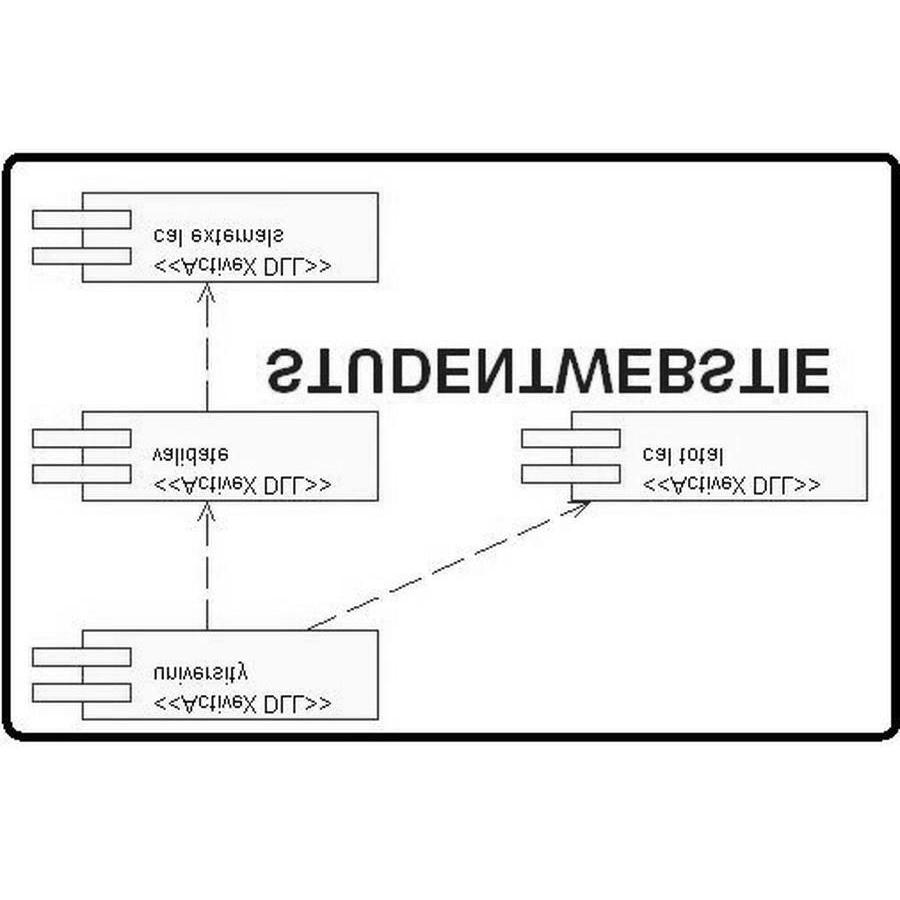 <<ActiveX DLL>>
university
<<ActiveX DLL>>
validate
<<ActiveX DLL>>
cal total
STUDENTWEBSTIE
<<ActiveX DLL>>
cal externals